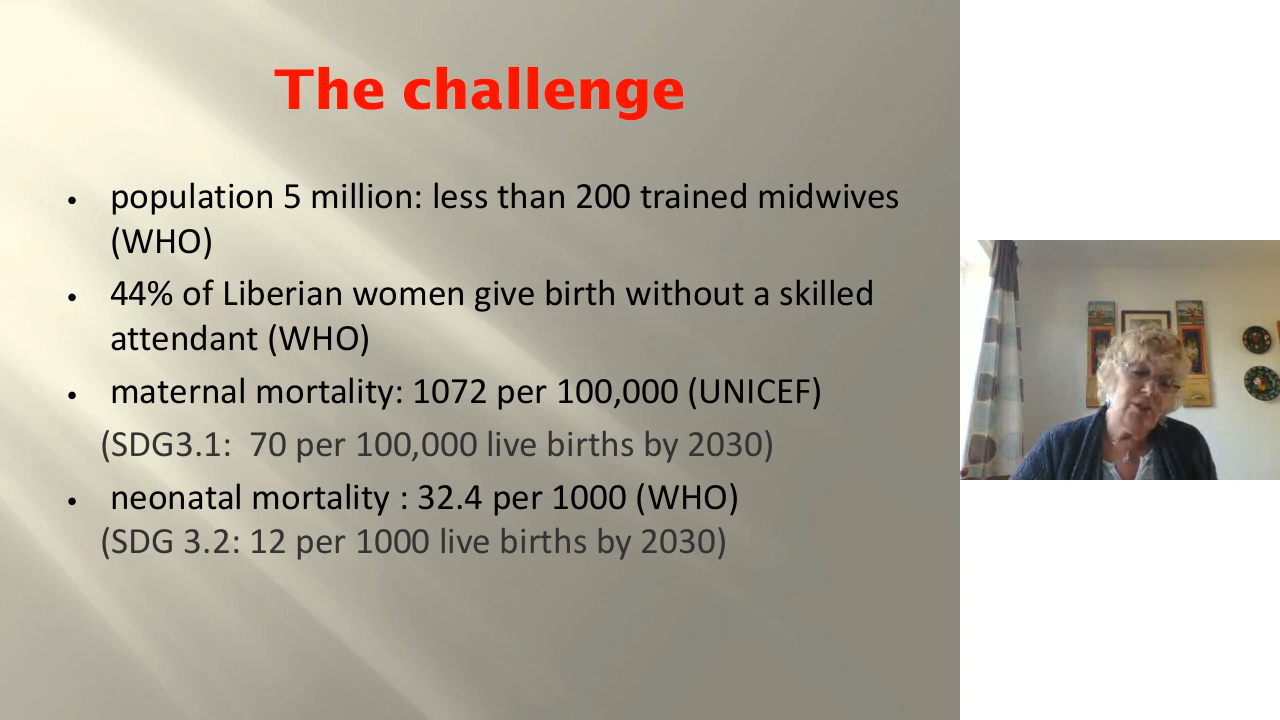 The challenge
• population 5 million: less than 200 trained midwives
(WHO)
• 44% of Liberian women give birth without a skilled
attendant (WHO)
• maternal mortality: 1072 per 100,000 (UNICEF)
(SDG3.1:  70 per 100,000 live births by 2030)
• neonatal mortality : 32.4 per 1000 (WHO)
(SDG 3.2: 12 per 1000 live births by 2030)